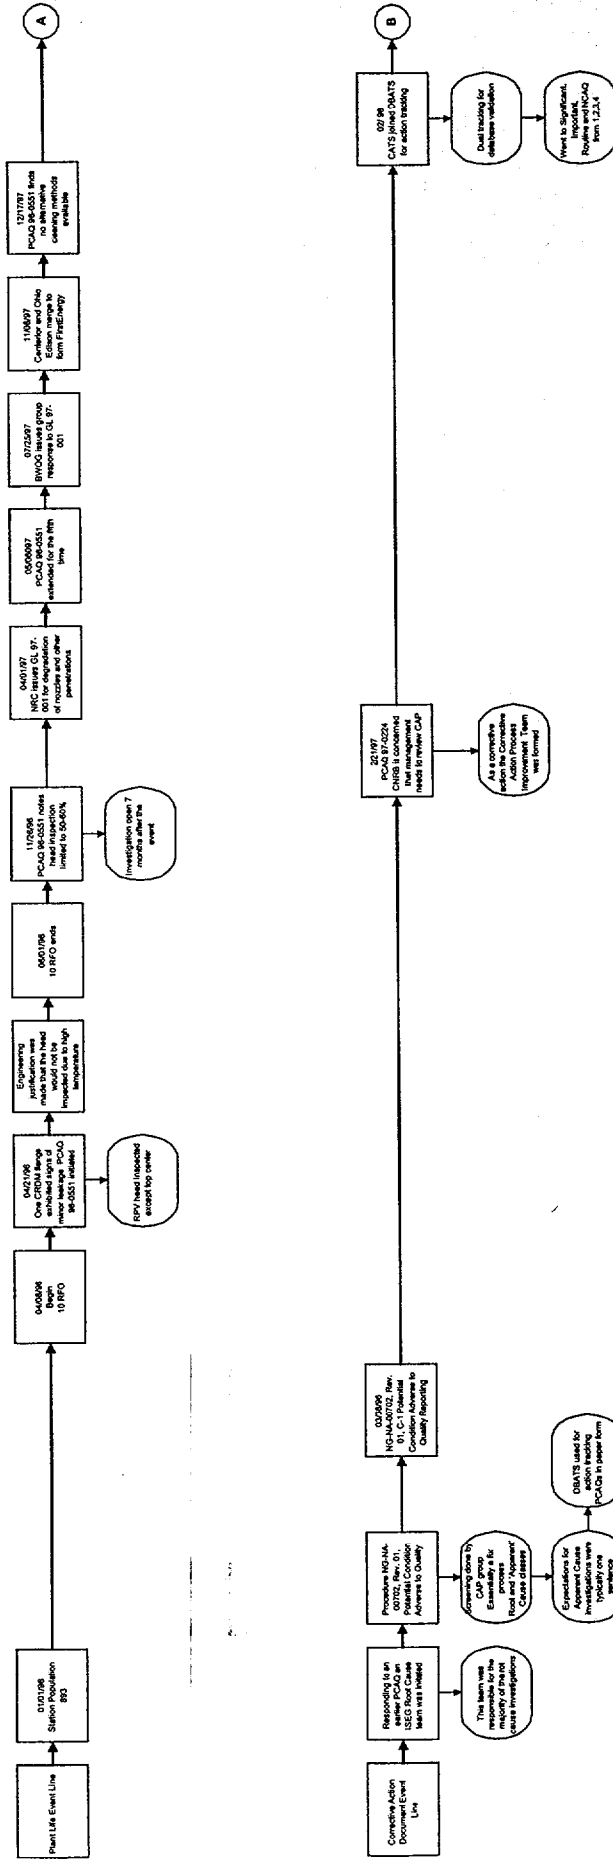 Plant Life Event Line
01/01/96
Station Population
893
04/08/96
Begin
10 RFO
04/21/96
One CRDM flange
exhibited signs of
minor leakage PCAQ
96-0551 initiated
RPV head inspected
except top center
Engineering
justification was
made that the head
would not be
impacted due to high
temperature
06/01/96
10 RFO ends
11/26/96
PCAQ 96-0551 notes
head inspection
limited to 50-60%
Investigation open 7
months after the
event
04/01/97
NRC issues GL 97-
001 for degradation
of nozzles and other
penetrations
05/06097
PCAQ 96-0551
extended for the fifth
time
07/25/97
BWOG issues group
response to GL 97-
001
11/08/97
Centerior and Ohio
Edison merge to
form FirstEnergy
12/17/97
PCAQ 96-0551 finds
no alternative
cleaning methods
available
A
Corrective Action
Document Event
Line
Responding to an
earlier PCAQ an
ISEG Root Cause
team was initiated
This team was
responsible for the
majority of the rot
cause investigations
Procedure NG-NA-
00702, Rev. 01,
Potential Condition
Adverse to Quality
Screening done by
CAP group
Essentially a fix
process
Root and 'Apparent'
Cause classes
Expectations for
Apparent Cause
investigations were
typically one
sentence
DBATS used for
action tracking
PCAQs in paper form
03/08/96
NG-NA-00702, Rev.
01, C-1 Potential
Condition Adverse to
Quality Reporting
2/21/97
PCAQ 97-0224
CNRB is concerned
that management
needs to review CAP
As a corrective
action the Corrective
Action Process
Improvement Team
was formed
02/ 98
CATS joined DBATS
for action tracking
Dual tracking for
database validation
Went to Significant,
Important,
Routine and NCAQ
from 1,2,3,4
B